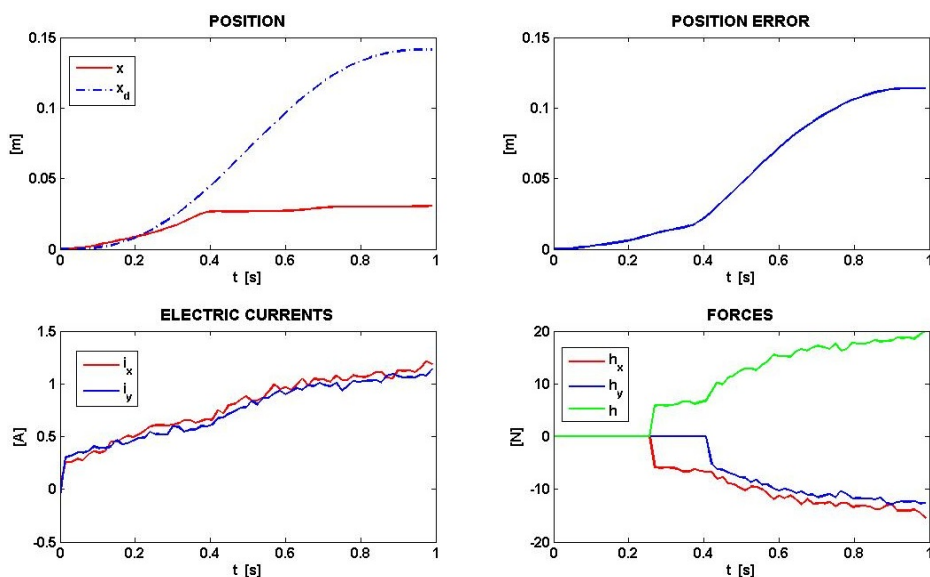 POSITION
0.15
0.1
0.05
0
[m]
x
x_d
0 0.2 0.4 0.6 0.8 1
t [s]
POSITION ERROR
0.15
0.1
0.05
0
[m]
0 0.2 0.4 0.6 0.8 1
t [s]
ELECTRIC CURRENTS
1.5
1
0.5
0
-0.5
[A]
i_x
i_y
0 0.2 0.4 0.6 0.8 1
t [s]
FORCES
20
10
0
-10
-20
[N]
h_x
h_y
h
0 0.2 0.4 0.6 0.8 1
t [s]